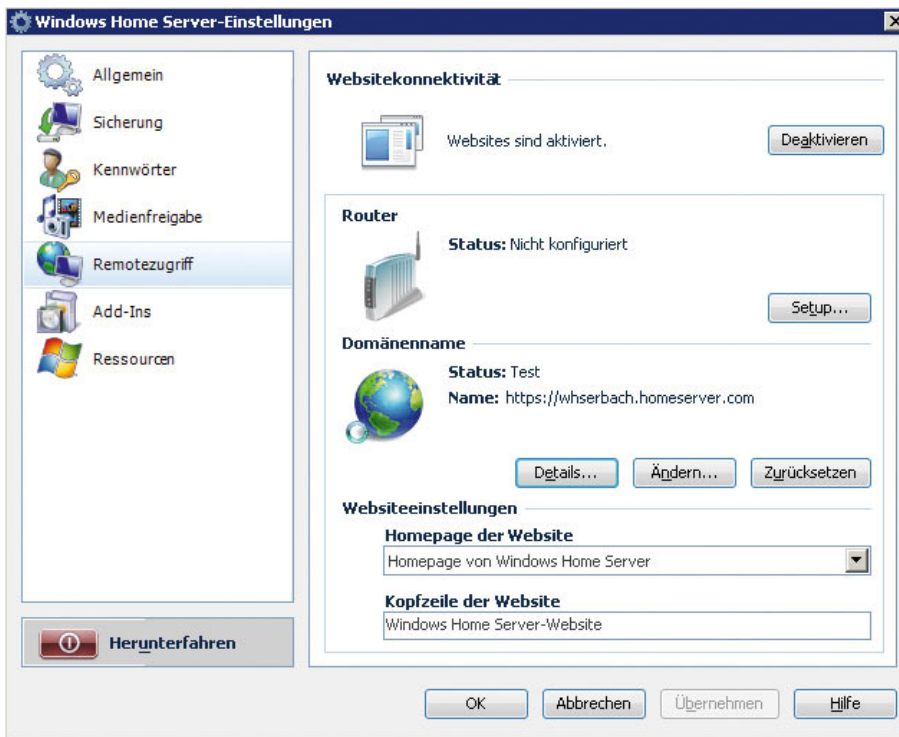 Windows Home Server-Einstellungen
Allgemein
Sicherung
Kennwörter
Medienfreigabe
Remotezugriff
Add-Ins
Ressourcen
Herunterfahren
Websitekonnektivität
Websites sind aktiviert.
Deaktivieren
Router
Status: Nicht konfiguriert
Setup...
Domänenname
Status: Test
Name: https://whserbach.homeserver.com
Details...
Ändern...
Zurücksetzen
Websiteeinstellungen
Homepage der Website
Homepage von Windows Home Server
Kopfzeile der Website
Windows Home Server-Website
OK
Abbrechen
Übernehmen
Hilfe